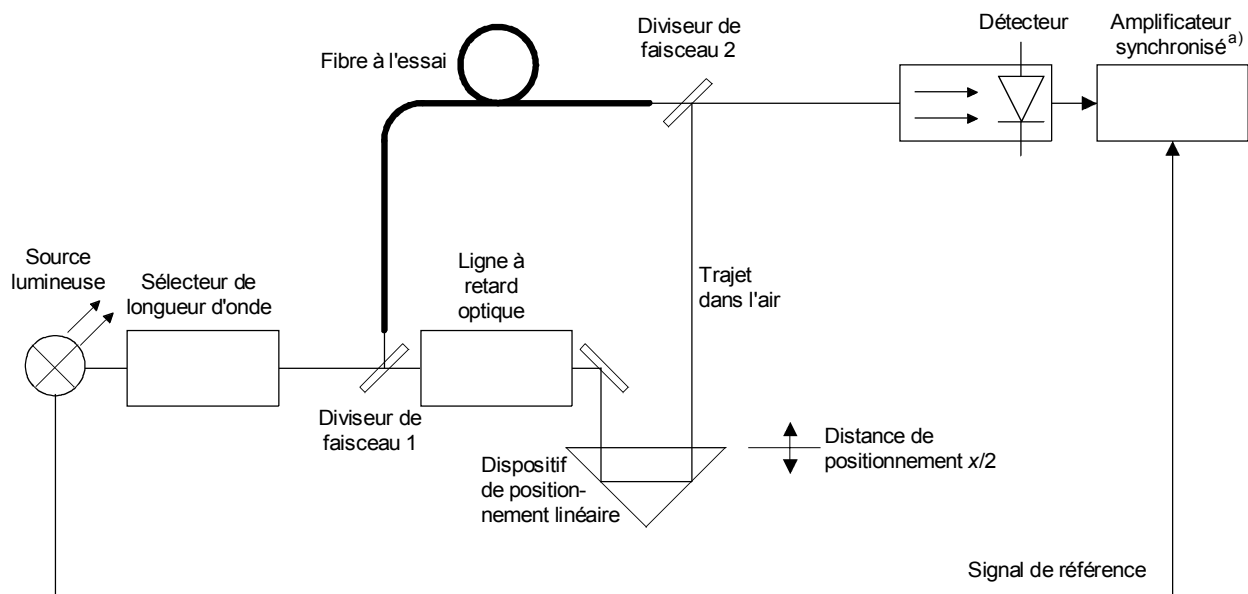 Diviseur de
faisceau 2
Détecteur
Amplificateur
synchronisé a)
Fibre à l'essai
Source
lumineuse
Sélecteur de
longueur d'onde
Ligne à
retard
optique
Trajet
dans l'air
Diviseur de
faisceau 1
Dispositif
de position-
nement linéaire
Distance de
positionnement x/2
Signal de référence